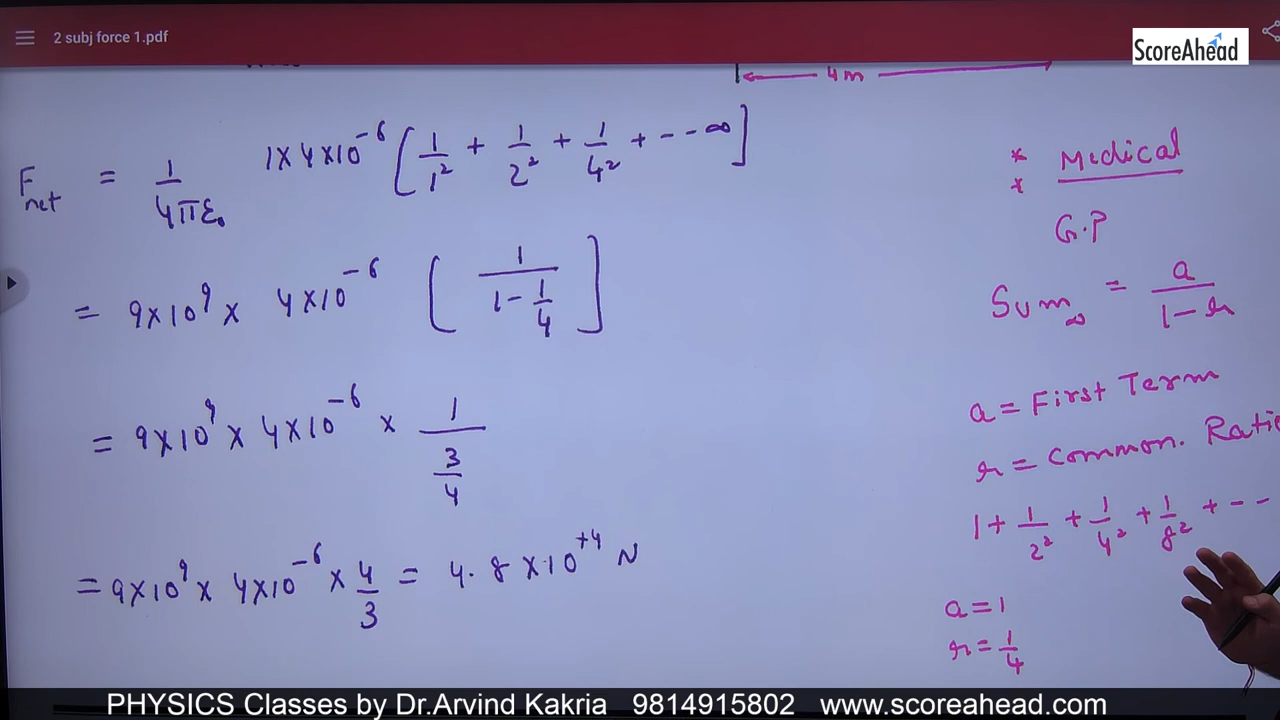 2 subj force 1.pdf
ScoreAhead
4m
F_net = 1/4πε₀ 1×4×10⁻⁶ [1/1² + 1/2² + 1/4² + -- ∞]
= 9×10⁹ × 4×10⁻⁶ [1/(1-1/4)]
= 9×10⁹ × 4×10⁻⁶ × 1/(3/4)
= 9×10⁹ × 4×10⁻⁶ × 4/3 = 4.8×10⁺⁴ N
* Medical
*
G.P
Sum∞ = a/(1-r)
a = First Term
r = Common. Ratio
1 + 1/2² + 1/4² + 1/8² + --
a = 1
r = 1/4
PHYSICS Classes by Dr.Arvind Kakria 9814915802 www.scoreahead.com